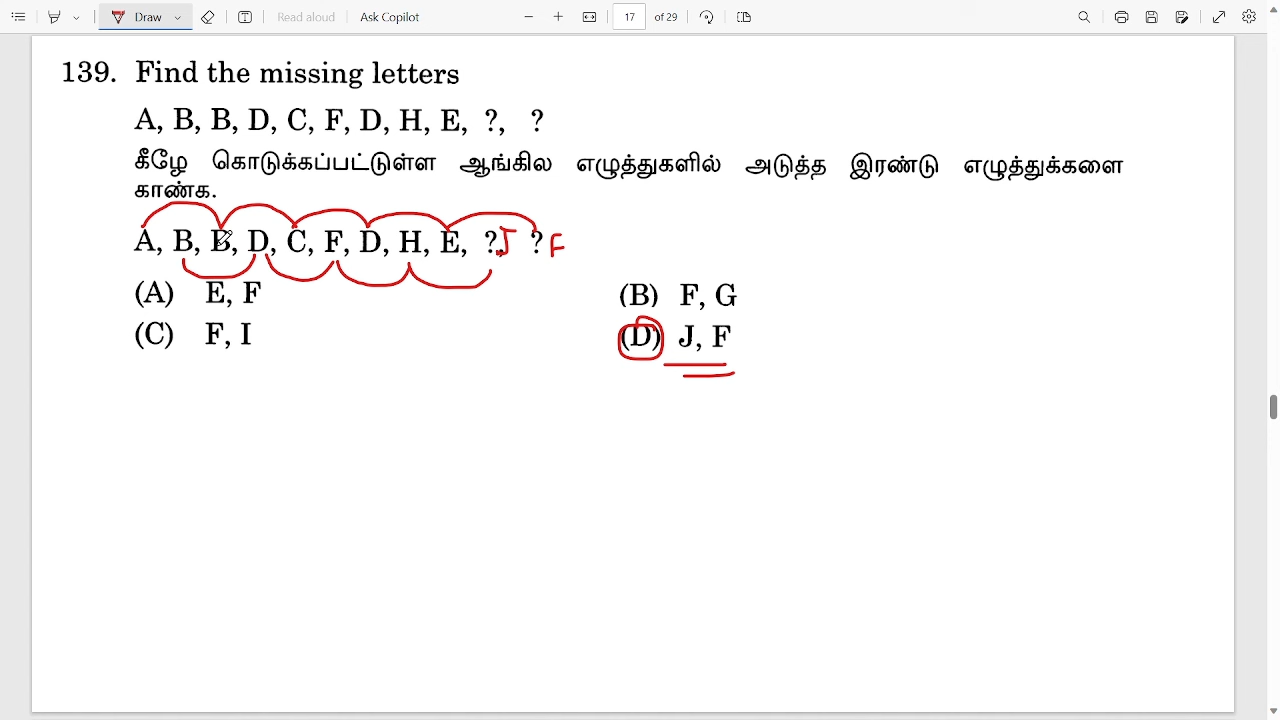 Draw Read aloud Ask Copilot 17 of 29
139. Find the missing letters
A, B, B, D, C, F, D, H, E, ?, ?
கீழே கொடுக்கப்பட்டுள்ள ஆங்கில எழுத்துகளில் அடுத்த இரண்டு எழுத்துக்களை
காண்க.
A, B, B, D, C, F, D, H, E, ?, J ? F
(A) E, F (B) F, G
(C) F, I (D) J, F